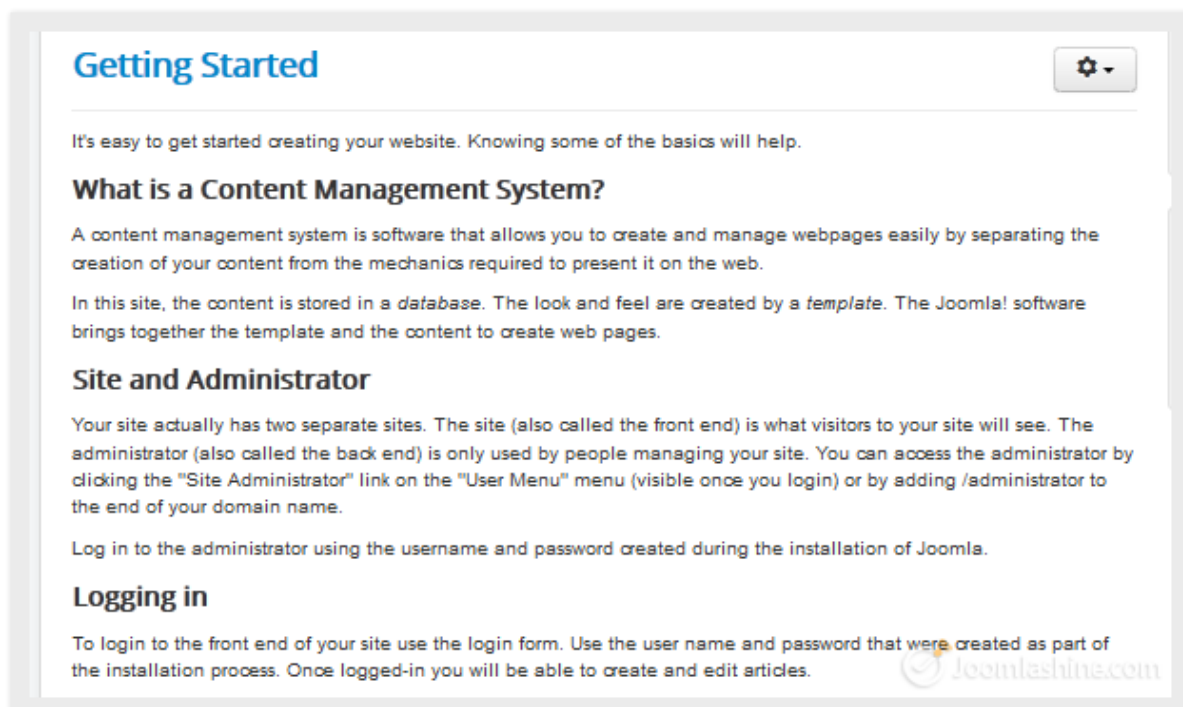 Getting Started
It's easy to get started creating your website. Knowing some of the basics will help.
What is a Content Management System?
A content management system is software that allows you to create and manage webpages easily by separating the
creation of your content from the mechanics required to present it on the web.
In this site, the content is stored in a database. The look and feel are created by a template. The Joomla! software
brings together the template and the content to create web pages.
Site and Administrator
Your site actually has two separate sites. The site (also called the front end) is what visitors to your site will see. The
administrator (also called the back end) is only used by people managing your site. You can access the administrator by
clicking the "Site Administrator" link on the "User Menu" menu (visible once you login) or by adding /administrator to
the end of your domain name.
Log in to the administrator using the username and password created during the installation of Joomla.
Logging in
To login to the front end of your site use the login form. Use the user name and password that were created as part of
the installation process. Once logged-in you will be able to create and edit articles.
Joomlashine.com